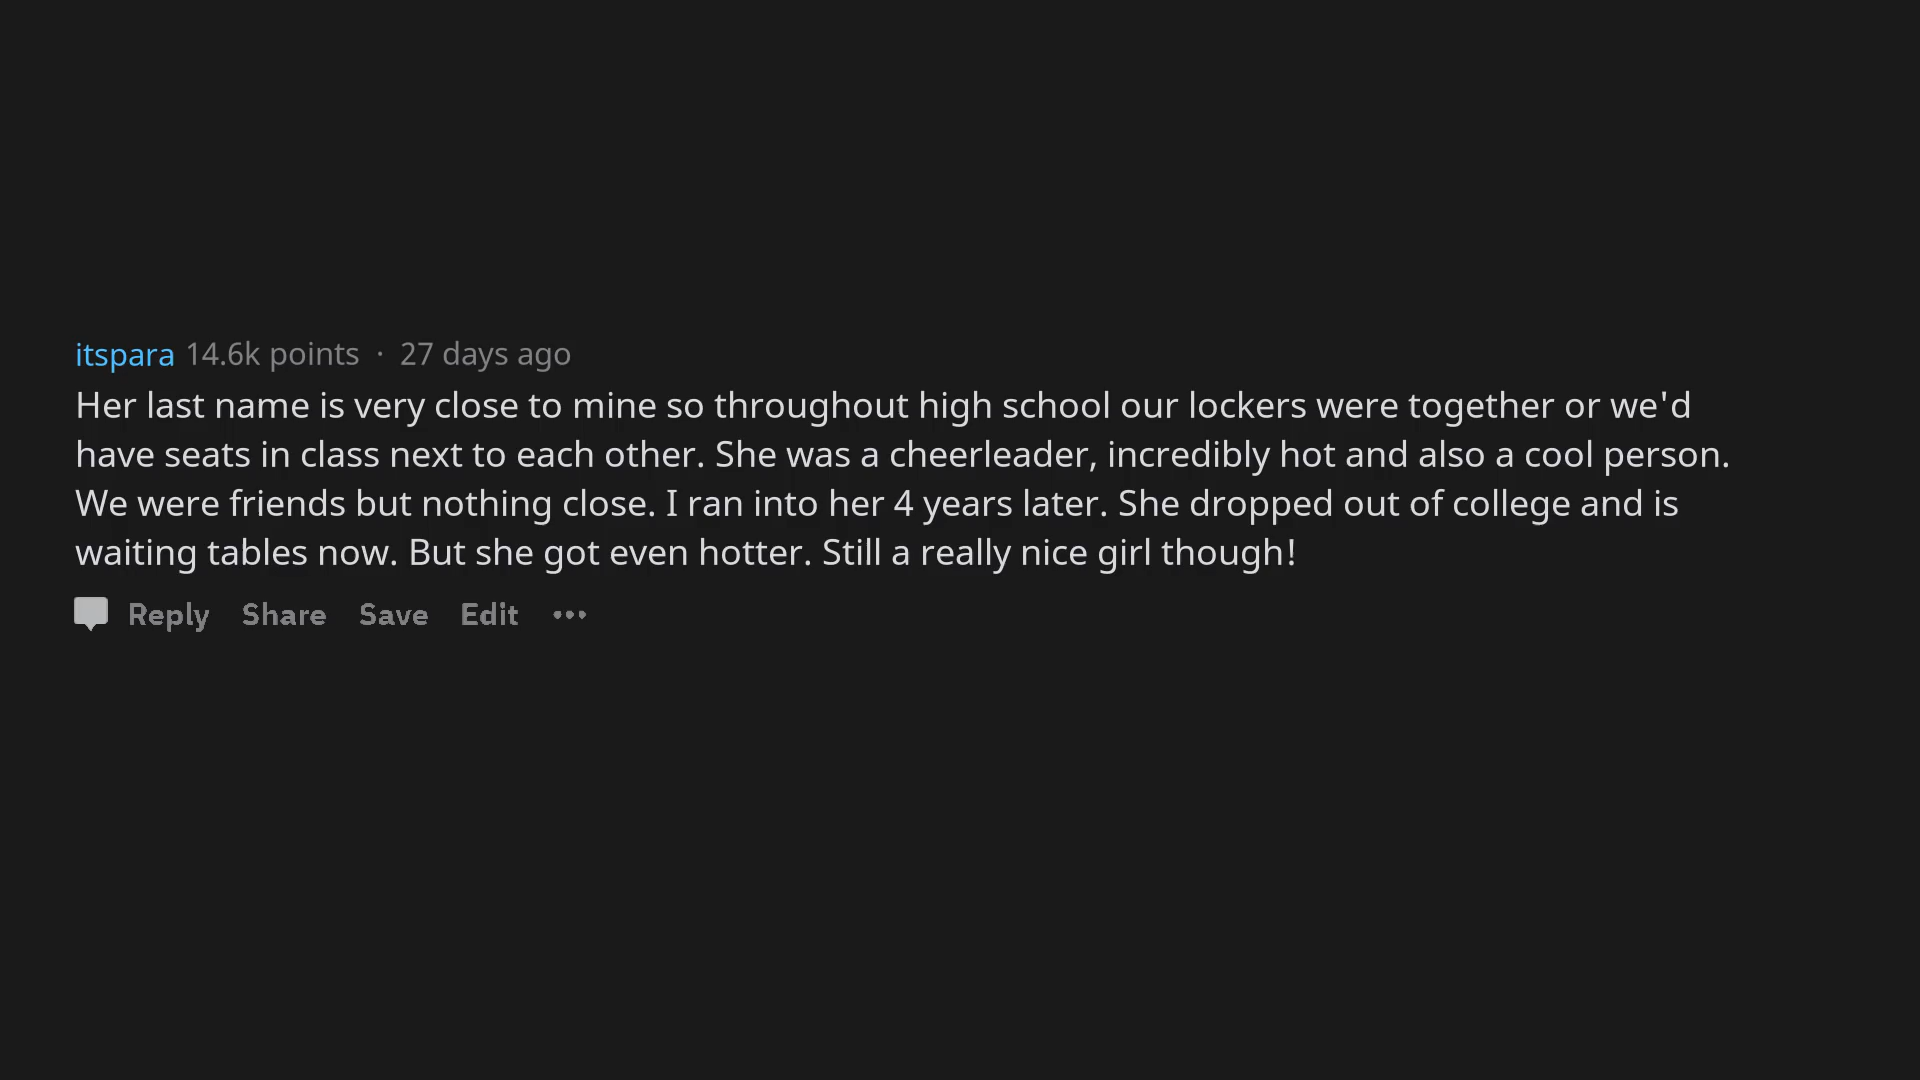 itspara 14.6k points · 27 days ago
Her last name is very close to mine so throughout high school our lockers were together or we'd
have seats in class next to each other. She was a cheerleader, incredibly hot and also a cool person.
We were friends but nothing close. I ran into her 4 years later. She dropped out of college and is
waiting tables now. But she got even hotter. Still a really nice girl though!
Reply Share Save Edit •••